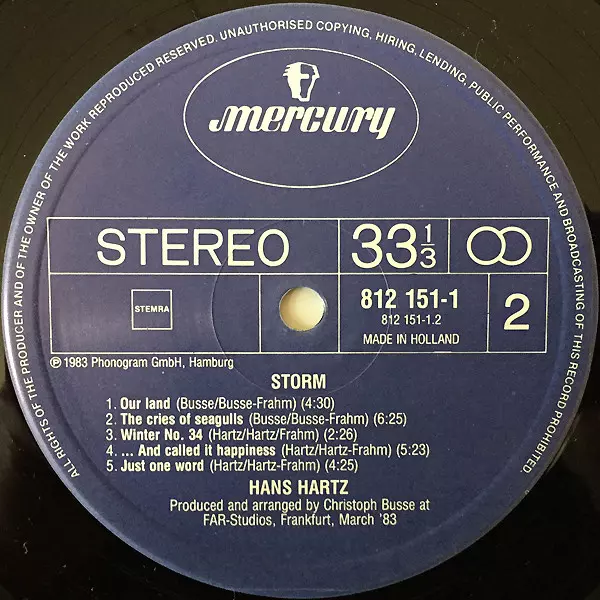 ALL RIGHTS OF THE PRODUCER AND OF THE OWNER OF THE WORK REPRODUCED RESERVED. UNAUTHORISED COPYING, HIRING, LENDING, PUBLIC PERFORMANCE AND BROADCASTING OF THIS RECORD PROHIBITED.
mercury
STEREO
33 1/3
STEMRA
812 151-1
812 151-1.2
MADE IN HOLLAND
2
℗ 1983 Phonogram GmbH, Hamburg
STORM
1. Our land (Busse/Busse-Frahm) (4:30)
2. The cries of seagulls (Busse/Busse-Frahm) (6:25)
3. Winter No. 34 (Hartz/Hartz/Frahm) (2:26)
4. ... And called it happiness (Hartz/Hartz-Frahm) (5:23)
5. Just one word (Hartz/Hartz-Frahm) (4:25)
HANS HARTZ
Produced and arranged by Christoph Busse at
FAR-Studios, Frankfurt, March '83